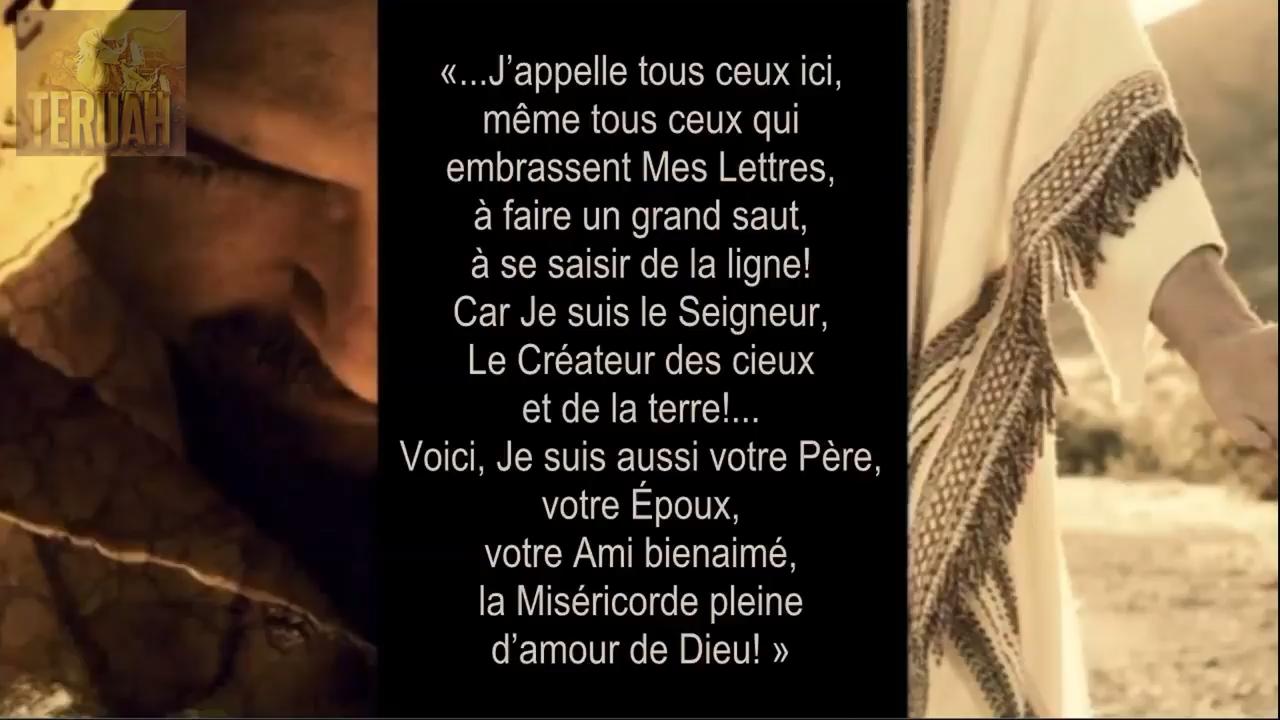 TERUAH
«...J’appelle tous ceux ici,
même tous ceux qui
embrassent Mes Lettres,
à faire un grand saut,
à se saisir de la ligne!
Car Je suis le Seigneur,
Le Créateur des cieux
et de la terre!...
Voici, Je suis aussi votre Père,
votre Époux,
votre Ami bienaimé,
la Miséricorde pleine
d’amour de Dieu! »